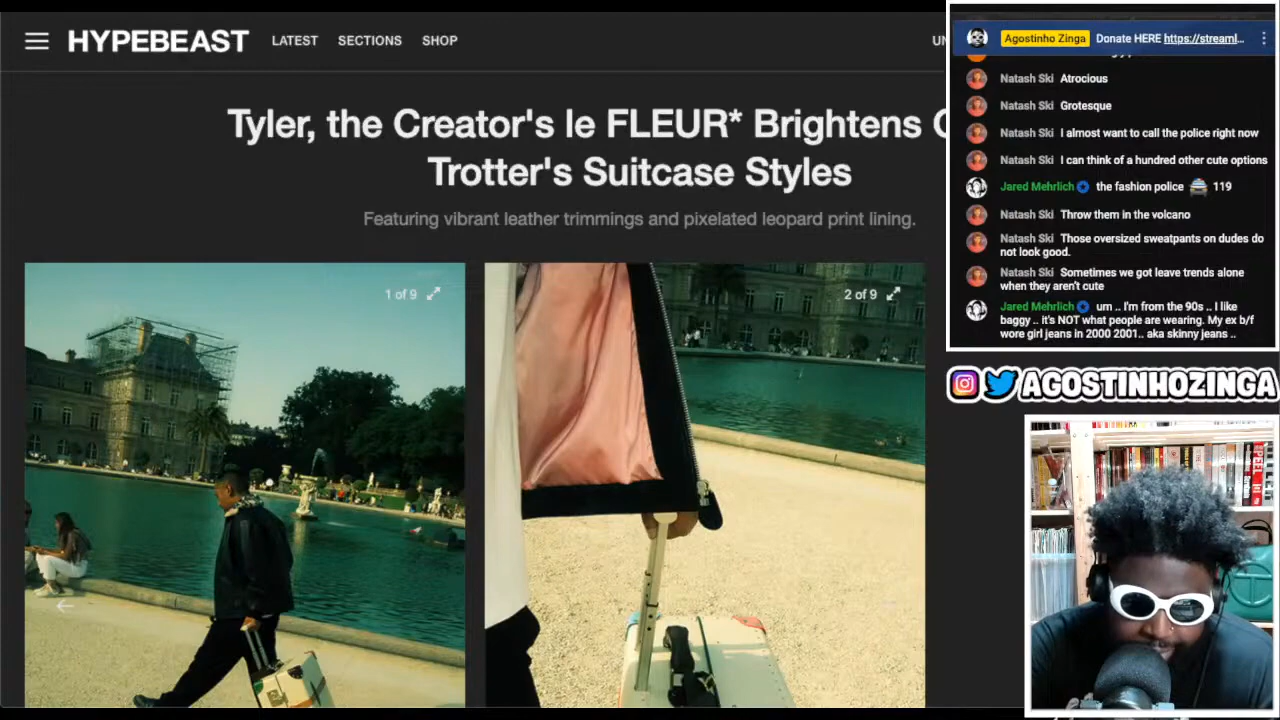 HYPEBEAST LATEST SECTIONS SHOP
Tyler, the Creator's le FLEUR* Brightens
Trotter's Suitcase Styles
Featuring vibrant leather trimmings and pixelated leopard print lining.
1 of 9
2 of 9
Agostinho Zinga Donate HERE https://streaml...
Natash Ski Atrocious
Natash Ski Grotesque
Natash Ski I almost want to call the police right now
Natash Ski I can think of a hundred other cute options
Jared Mehrlich the fashion police 119
Natash Ski Throw them in the volcano
Natash Ski Those oversized sweatpants on dudes do
not look good.
Natash Ski Sometimes we got leave trends alone
when they aren't cute
Jared Mehrlich um .. I'm from the 90s .. I like
baggy .. it's NOT what people are wearing. My ex b/f
wore girl jeans in 2000 2001.. aka skinny jeans ..
AGOSTINHOZINGA